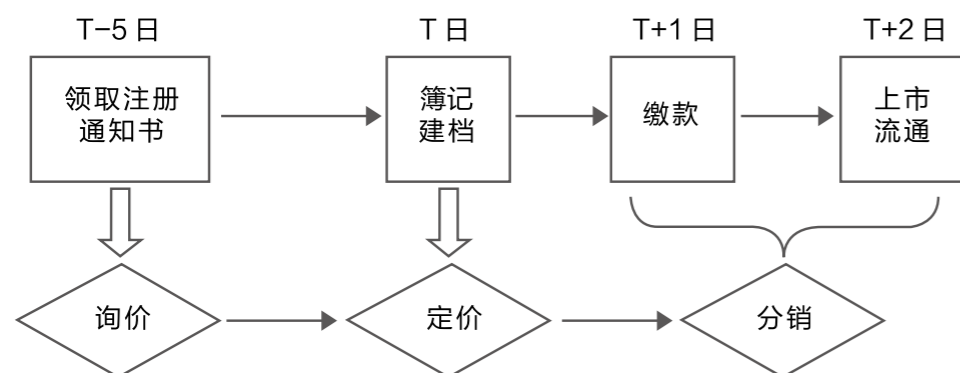 T−5 日
T 日
T+1 日
T+2 日
领取注册
通知书
簿记
建档
缴款
上市
流通
询价
定价
分销